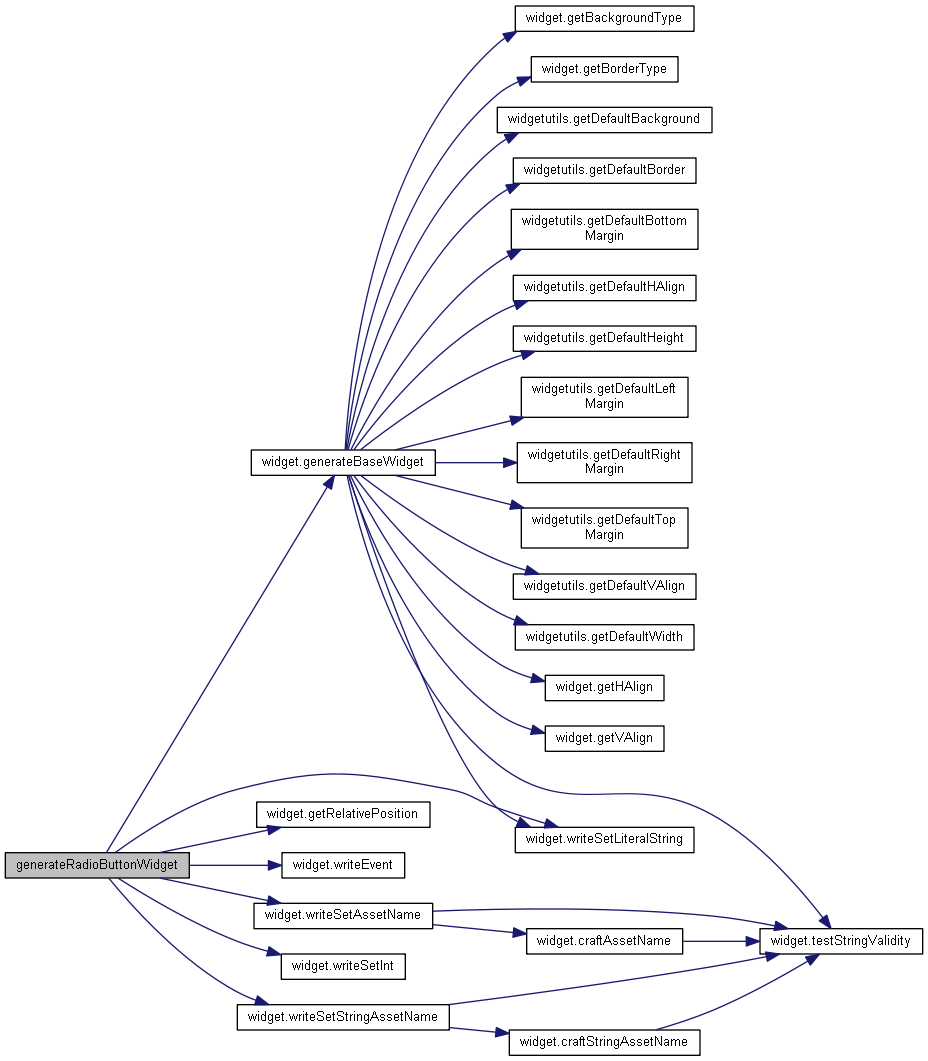 widget.getBackgroundType
widget.getBorderType
widgetutils.getDefaultBackground
widgetutils.getDefaultBorder
widgetutils.getDefaultBottom
Margin
widgetutils.getDefaultHAlign
widgetutils.getDefaultHeight
widgetutils.getDefaultLeft
Margin
widget.generateBaseWidget
widgetutils.getDefaultRight
Margin
widgetutils.getDefaultTop
Margin
widgetutils.getDefaultVAlign
widgetutils.getDefaultWidth
widget.getHAlign
widget.getVAlign
widget.getRelativePosition
widget.writeSetLiteralString
generateRadioButtonWidget
widget.writeEvent
widget.writeSetAssetName
widget.craftAssetName
widget.testStringValidity
widget.writeSetInt
widget.writeSetStringAssetName
widget.craftStringAssetName